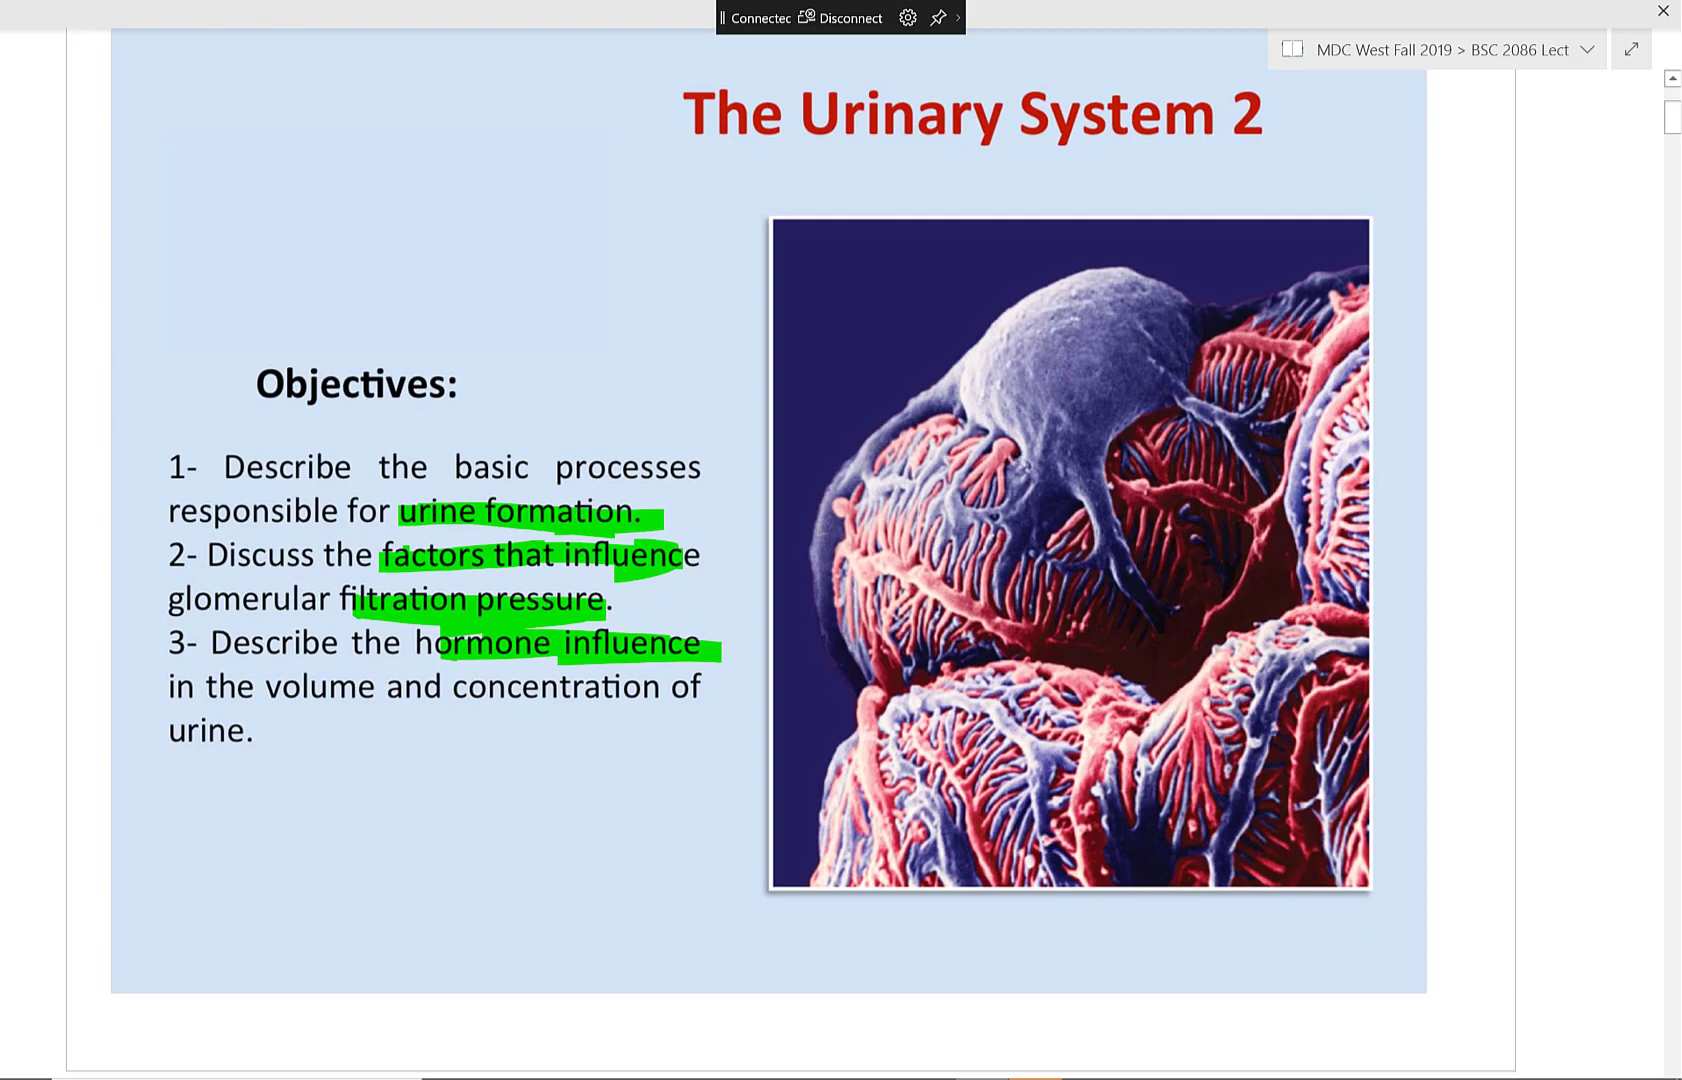 Connectec Disconnect
MDC West Fall 2019 > BSC 2086 Lect
The Urinary System 2
Objectives:
1- Describe the basic processes
responsible for urine formation.
2- Discuss the factors that influence
glomerular filtration pressure.
3- Describe the hormone influence
in the volume and concentration of
urine.